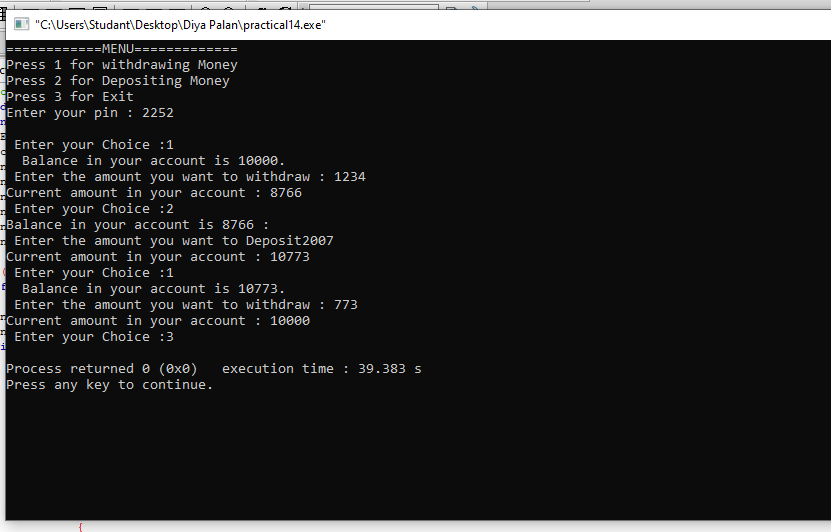 "C:\Users\Studant\Desktop\Diya Palan\practical14.exe"
============MENU=============
Press 1 for withdrawing Money
Press 2 for Depositing Money
Press 3 for Exit
Enter your pin : 2252
Enter your Choice :1
Balance in your account is 10000.
Enter the amount you want to withdraw : 1234
Current amount in your account : 8766
Enter your Choice :2
Balance in your account is 8766 :
Enter the amount you want to Deposit2007
Current amount in your account : 10773
Enter your Choice :1
Balance in your account is 10773.
Enter the amount you want to withdraw : 773
Current amount in your account : 10000
Enter your Choice :3
Process returned 0 (0x0)   execution time : 39.383 s
Press any key to continue.
{